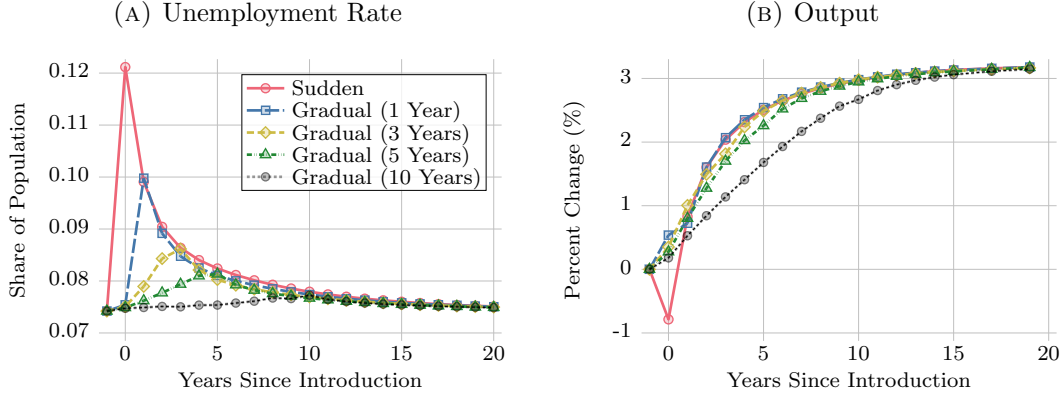 (A) Unemployment Rate
Share of Population
0.12
0.11
0.10
0.09
0.08
0.07
Sudden
Gradual (1 Year)
Gradual (3 Years)
Gradual (5 Years)
Gradual (10 Years)
0 5 10 15 20
Years Since Introduction
(B) Output
Percent Change (%)
3
2
1
0
-1
0 5 10 15 20
Years Since Introduction